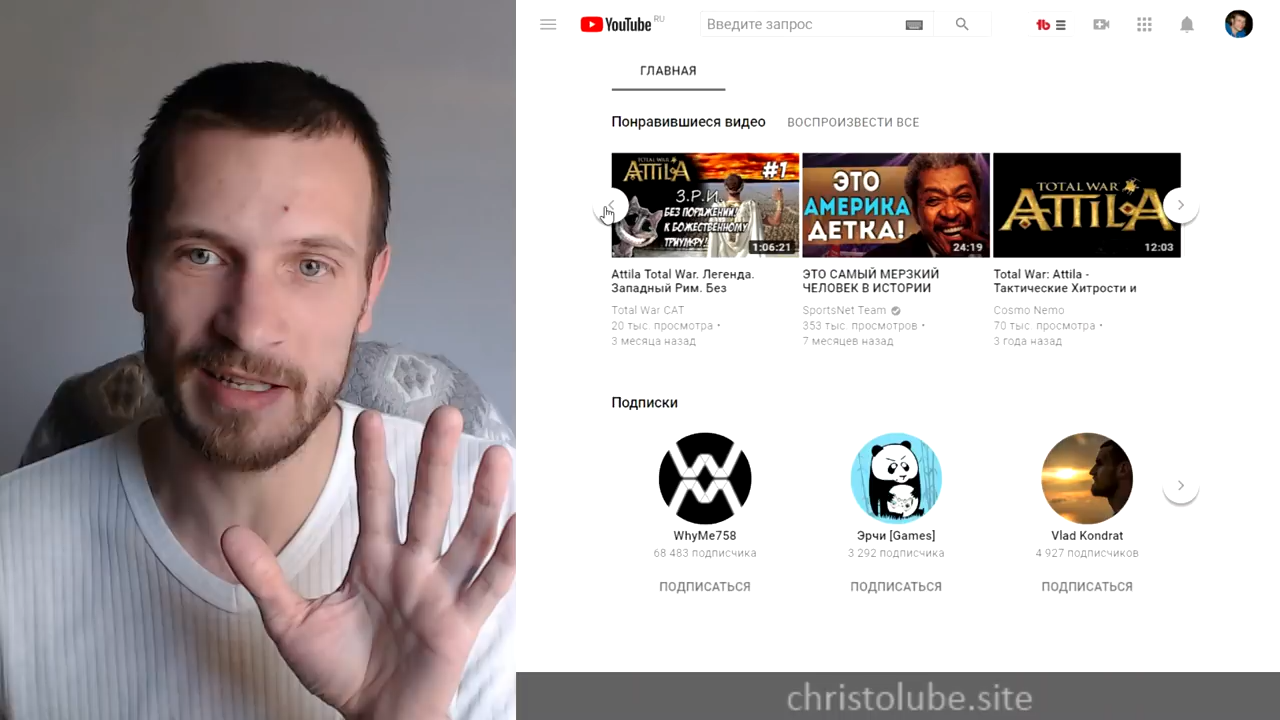 YouTube RU
Введите запрос
ГЛАВНАЯ
Понравившиеся видео ВОСПРОИЗВЕСТИ ВСЕ
TOTAL WAR
ATTILA
#1
З.Р.И.
БЕЗ ПОРАЖЕНИЙ!
К БОЖЕСТВЕННОМУ
ТРИУМФУ!
1:06:21
ЭТО
АМЕРИКА
ДЕТКА!
24:19
TOTAL WAR
ATTILA
12:03
Attila Total War. Легенда.
Западный Рим. Без
Total War CAT
20 тыс. просмотра •
3 месяца назад
ЭТО САМЫЙ МЕРЗКИЙ
ЧЕЛОВЕК В ИСТОРИИ
SportsNet Team
353 тыс. просмотров •
7 месяцев назад
Total War: Attila -
Тактические Хитрости и
Cosmo Nemo
70 тыс. просмотра •
3 года назад
Подписки
WhyMe758
68 483 подписчика
ПОДПИСАТЬСЯ
Эрчи [Games]
3 292 подписчика
ПОДПИСАТЬСЯ
Vlad Kondrat
4 927 подписчиков
ПОДПИСАТЬСЯ
christolube.site